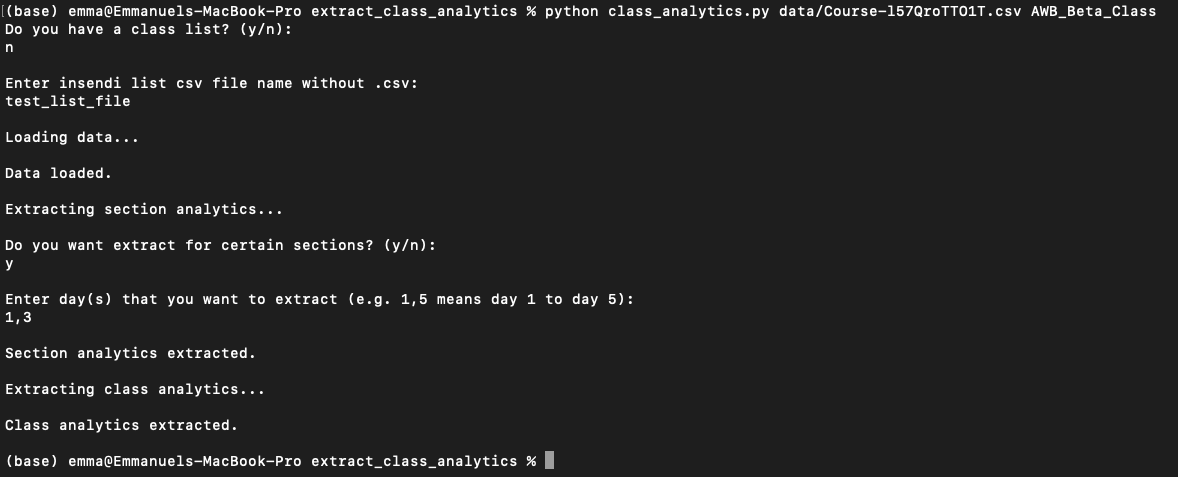 (base) emma@Emmanuels-MacBook-Pro extract_class_analytics % python class_analytics.py data/Course-l57QroTTO1T.csv AWB_Beta_Class
Do you have a class list? (y/n):
n
Enter insendi list csv file name without .csv:
test_list_file
Loading data...
Data loaded.
Extracting section analytics...
Do you want extract for certain sections? (y/n):
y
Enter day(s) that you want to extract (e.g. 1,5 means day 1 to day 5):
1,3
Section analytics extracted.
Extracting class analytics...
Class analytics extracted.
(base) emma@Emmanuels-MacBook-Pro extract_class_analytics %